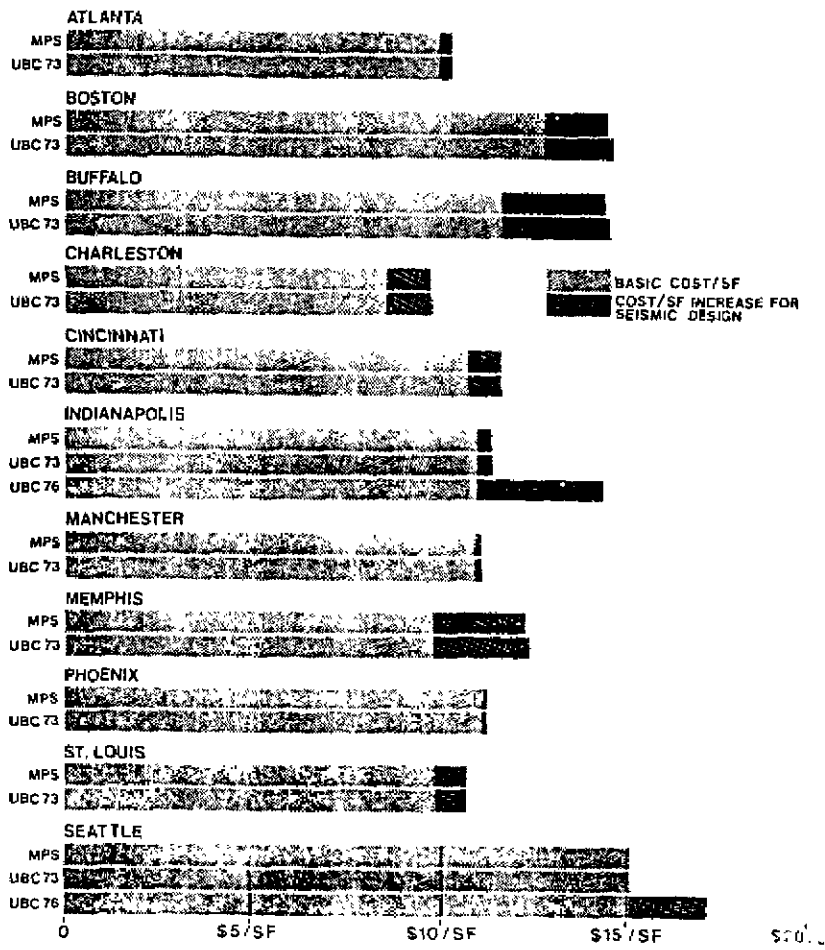 ATLANTA
MPS
UBC 73
BOSTON
MPS
UBC 73
BUFFALO
MPS
UBC 73
CHARLESTON
MPS
UBC 73
BASIC COST/SF
COST/SF INCREASE FOR
SEISMIC DESIGN
CINCINNATI
MPS
UBC 73
INDIANAPOLIS
MPS
UBC 73
UBC 76
MANCHESTER
MPS
UBC 73
MEMPHIS
MPS
UBC 73
PHOENIX
MPS
UBC 73
ST. LOUIS
MPS
UBC 73
SEATTLE
MPS
UBC 73
UBC 76
0 $5/SF $10/SF $15/SF